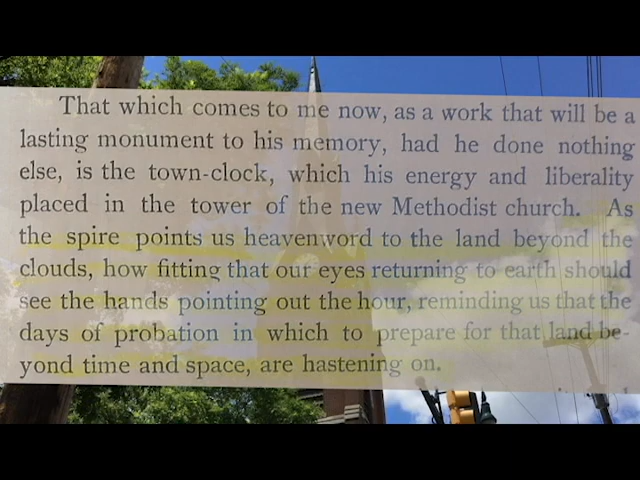 That which comes to me now, as a work that will be a
lasting monument to his memory, had he done nothing
else, is the town-clock, which his energy and liberality
placed in the tower of the new Methodist church. As
the spire points us heavenword to the land beyond the
clouds, how fitting that our eyes returning to earth should
see the hands pointing out the hour, reminding us that the
days of probation in which to prepare for that land be-
yond time and space, are hastening on.